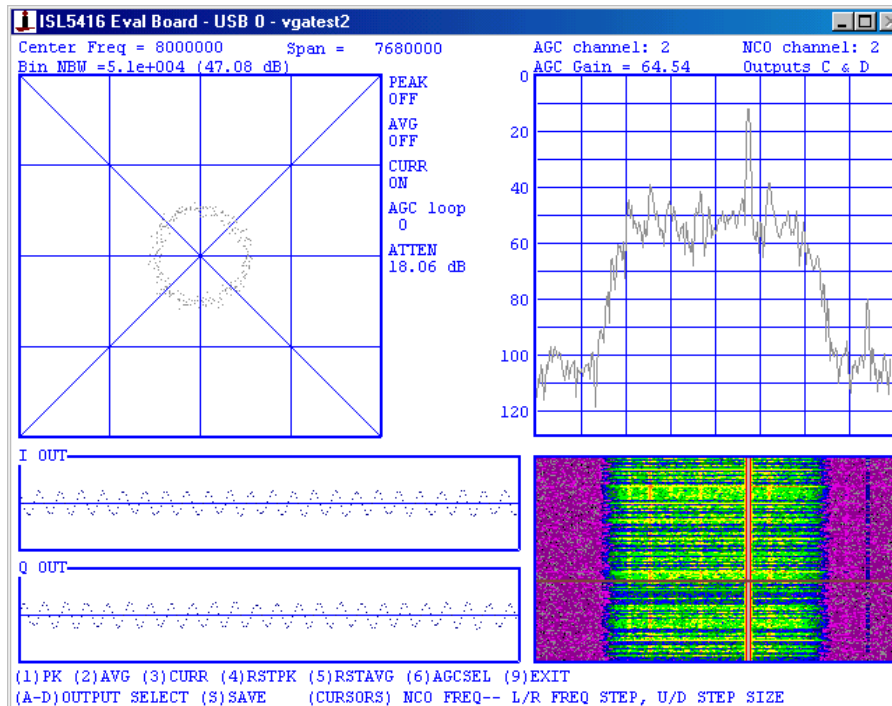 ISL5416 Eval Board - USB 0 - vgatest2
Center Freq = 8000000 Span = 7680000
Bin NBW =5.1e+004 (47.08 dB)
AGC channel: 2 NCO channel: 2
AGC Gain = 64.54 Outputs C & D
PEAK
OFF
AVG
OFF
CURR
ON
AGC loop
0
ATTEN
18.06 dB
0
20
40
60
80
100
120
I OUT
Q OUT
(1)PK (2)AVG (3)CURR (4)RSTPK (5)RSTAVG (6)AGCSEL (9)EXIT
(A-D)OUTPUT SELECT (S)SAVE (CURSORS) NCO FREQ-- L/R FREQ STEP, U/D STEP SIZE